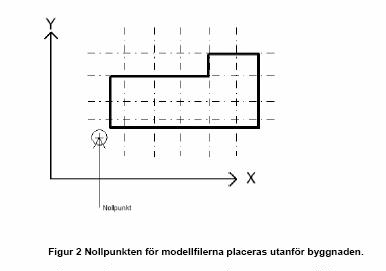 Y
X
Nollpunkt
Figur 2 Nollpunkten för modellfilerna placeras utanför byggnaden.